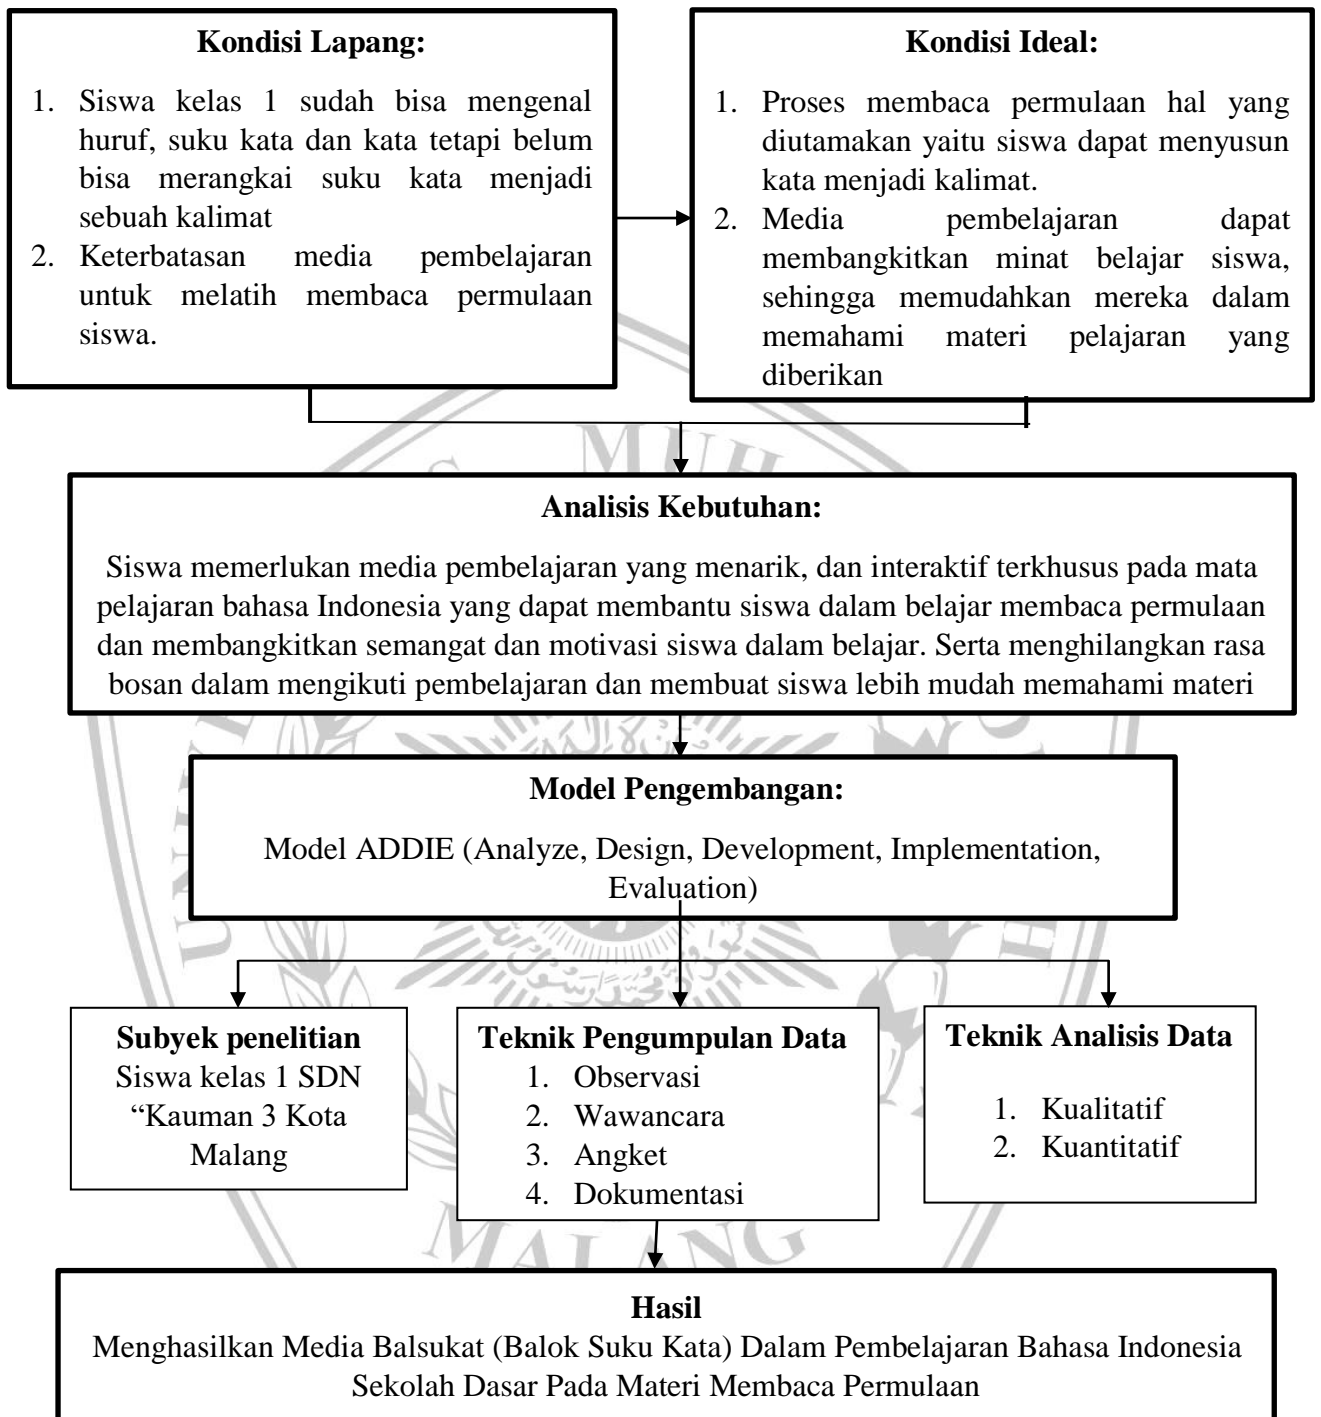 Kondisi Lapang:
1. Siswa kelas 1 sudah bisa mengenal
huruf, suku kata dan kata tetapi belum
bisa merangkai suku kata menjadi
sebuah kalimat
2. Keterbatasan media pembelajaran
untuk melatih membaca permulaan
siswa.
Kondisi Ideal:
1. Proses membaca permulaan hal yang
diutamakan yaitu siswa dapat menyusun
kata menjadi kalimat.
2. Media pembelajaran dapat
membangkitkan minat belajar siswa,
sehingga memudahkan mereka dalam
memahami materi pelajaran yang
diberikan
Analisis Kebutuhan:
Siswa memerlukan media pembelajaran yang menarik, dan interaktif terkhusus pada mata
pelajaran bahasa Indonesia yang dapat membantu siswa dalam belajar membaca permulaan
dan membangkitkan semangat dan motivasi siswa dalam belajar. Serta menghilangkan rasa
bosan dalam mengikuti pembelajaran dan membuat siswa lebih mudah memahami materi
Model Pengembangan:
Model ADDIE (Analyze, Design, Development, Implementation,
Evaluation)
Subyek penelitian
Siswa kelas 1 SDN
“Kauman 3 Kota
Malang
Teknik Pengumpulan Data
1. Observasi
2. Wawancara
3. Angket
4. Dokumentasi
Teknik Analisis Data
1. Kualitatif
2. Kuantitatif
MALANG
Hasil
Menghasilkan Media Balsukat (Balok Suku Kata) Dalam Pembelajaran Bahasa Indonesia
Sekolah Dasar Pada Materi Membaca Permulaan